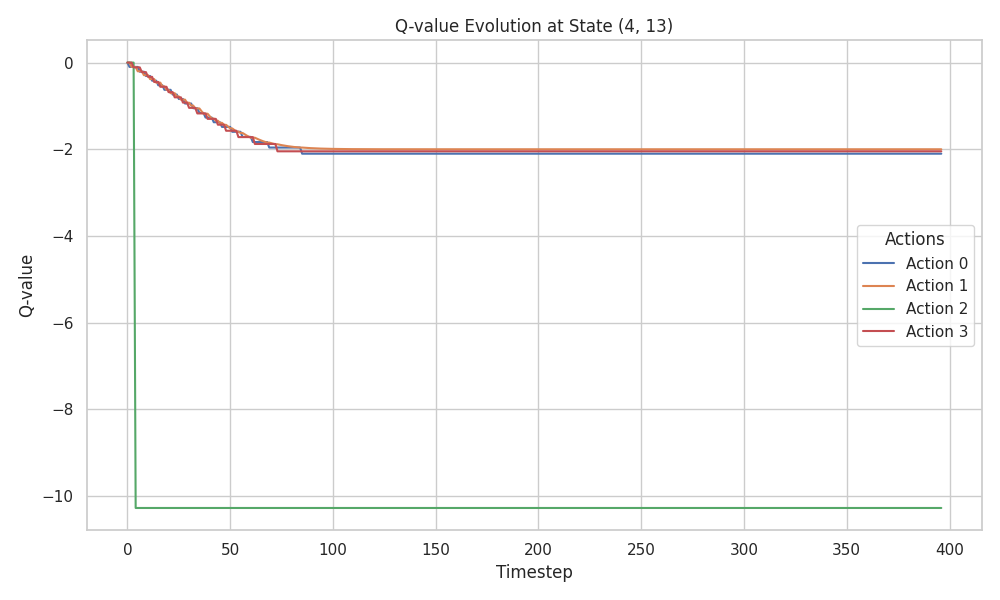 Q-value Evolution at State (4, 13)
Q-value
0
−2
−4
−6
−8
−10
Actions
Action 0
Action 1
Action 2
Action 3
0 50 100 150 200 250 300 350 400
Timestep